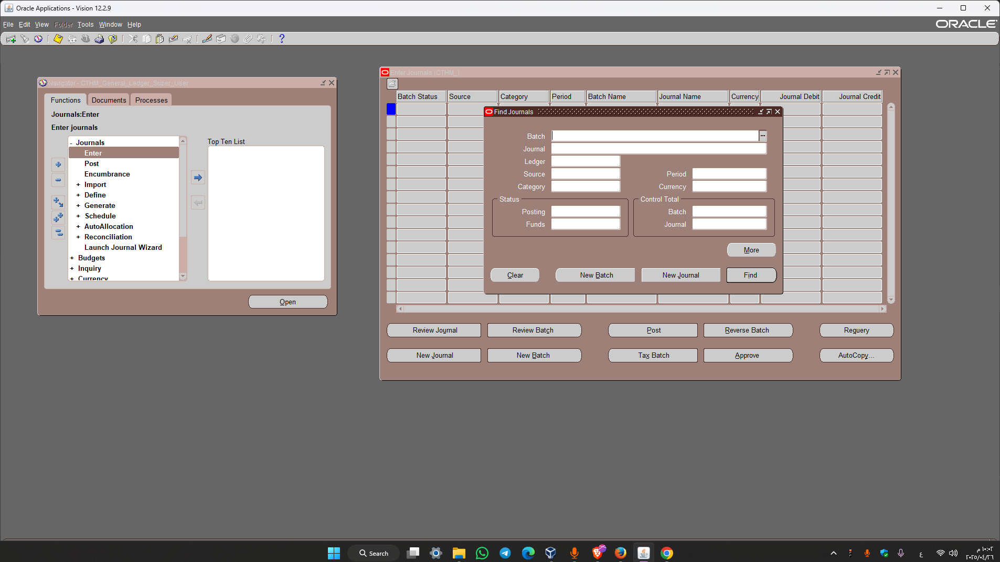 Oracle Applications - Vision 12.2.9
File Edit View Folder Tools Window Help
ORACLE
Navigator - CTHM_General_Ledger_Super_User
Functions Documents Processes
Journals:Enter
Enter journals
- Journals
Enter
Post
Encumbrance
+ Import
+ Define
+ Generate
+ Schedule
+ AutoAllocation
+ Reconciliation
Launch Journal Wizard
+ Budgets
+ Inquiry
+ Currency
Top Ten List
Open
Enter Journals (CTHM_)
Batch Status Source Category Period Batch Name Journal Name Currency Journal Debit Journal Credit
Find Journals
Batch
Journal
Ledger
Source Period
Category Currency
Status Control Total
Posting Batch
Funds Journal
More
Clear New Batch New Journal Find
Review Journal Review Batch Post Reverse Batch Requery
New Journal New Batch Tax Batch Approve AutoCopy...
Search
ع
١٠:٠٢ م
٢٠٢٥/٠٤/٢٦